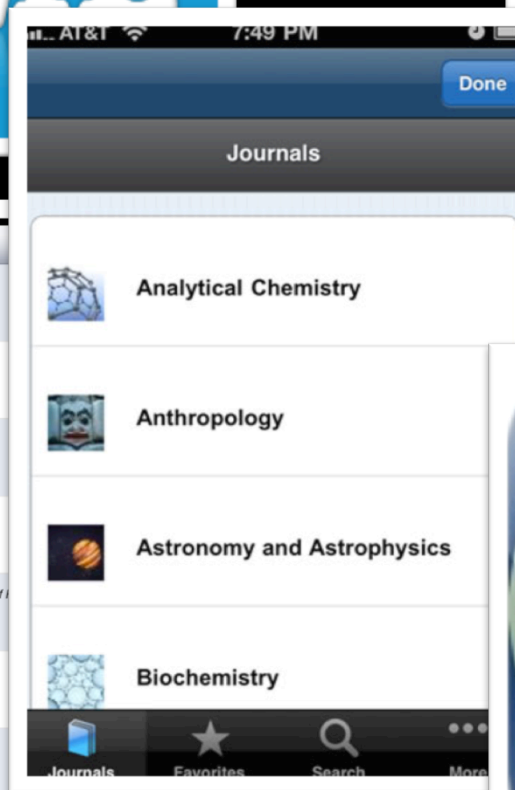 AT&T 7:49 PM
Done
Journals
Analytical Chemistry
Anthropology
Astronomy and Astrophysics
Biochemistry
Journals Favorites Search More